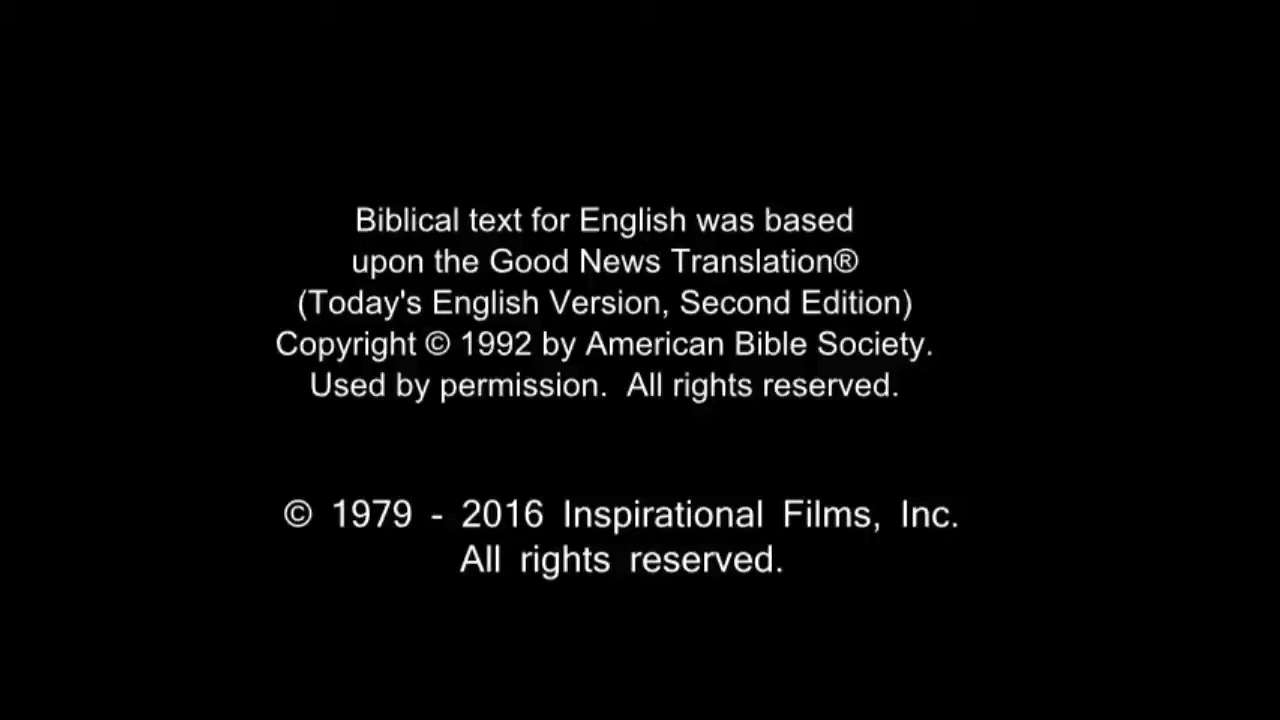 Biblical text for English was based
upon the Good News Translation®
(Today's English Version, Second Edition)
Copyright © 1992 by American Bible Society.
Used by permission.  All rights reserved.
© 1979 - 2016 Inspirational Films, Inc.
All rights reserved.